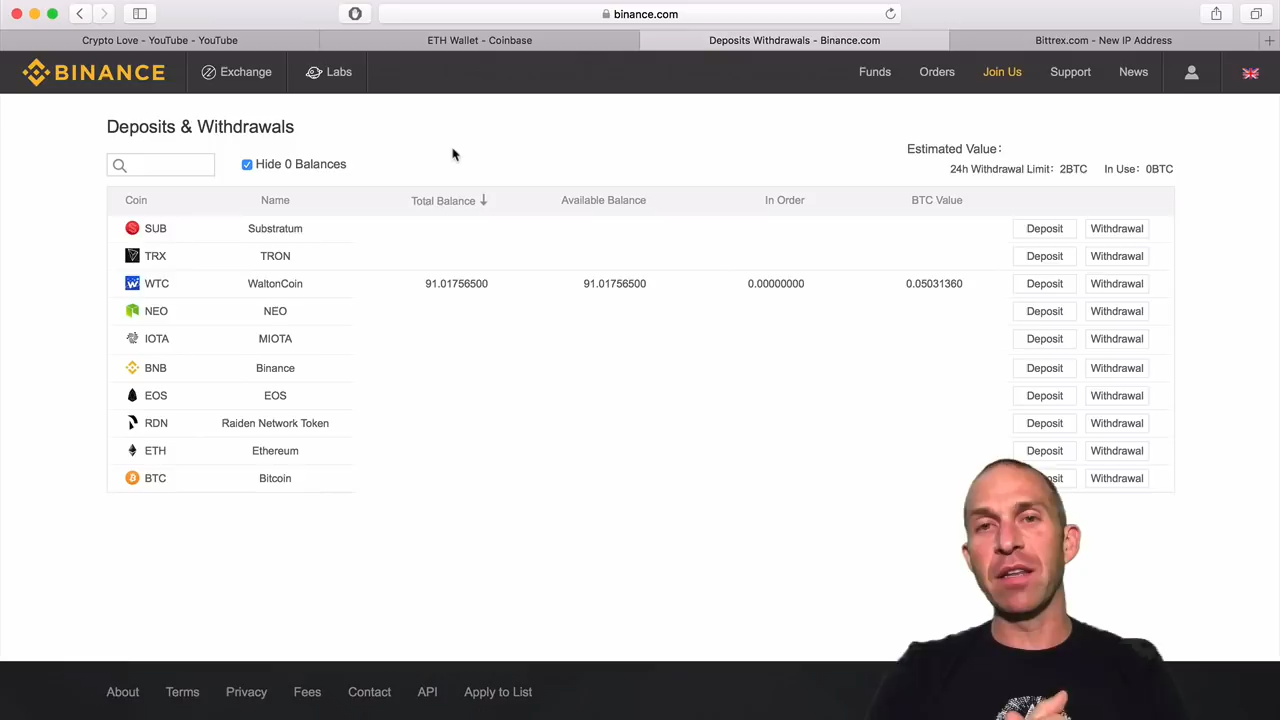 binance.com
Crypto Love - YouTube - YouTube
ETH Wallet - Coinbase
Deposits Withdrawals - Binance.com
Bittrex.com - New IP Address
BINANCE
Exchange
Labs
Funds
Orders
Join Us
Support
News
Deposits & Withdrawals
Hide 0 Balances
Estimated Value:
24h Withdrawal Limit: 2BTC In Use: 0BTC
Coin Name Total Balance Available Balance In Order BTC Value
SUB Substratum Deposit Withdrawal
TRX TRON Deposit Withdrawal
WTC WaltonCoin 91.01756500 91.01756500 0.00000000 0.05031360 Deposit Withdrawal
NEO NEO Deposit Withdrawal
IOTA MIOTA Deposit Withdrawal
BNB Binance Deposit Withdrawal
EOS EOS Deposit Withdrawal
RDN Raiden Network Token Deposit Withdrawal
ETH Ethereum Deposit Withdrawal
BTC Bitcoin osit Withdrawal
About Terms Privacy Fees Contact API Apply to List